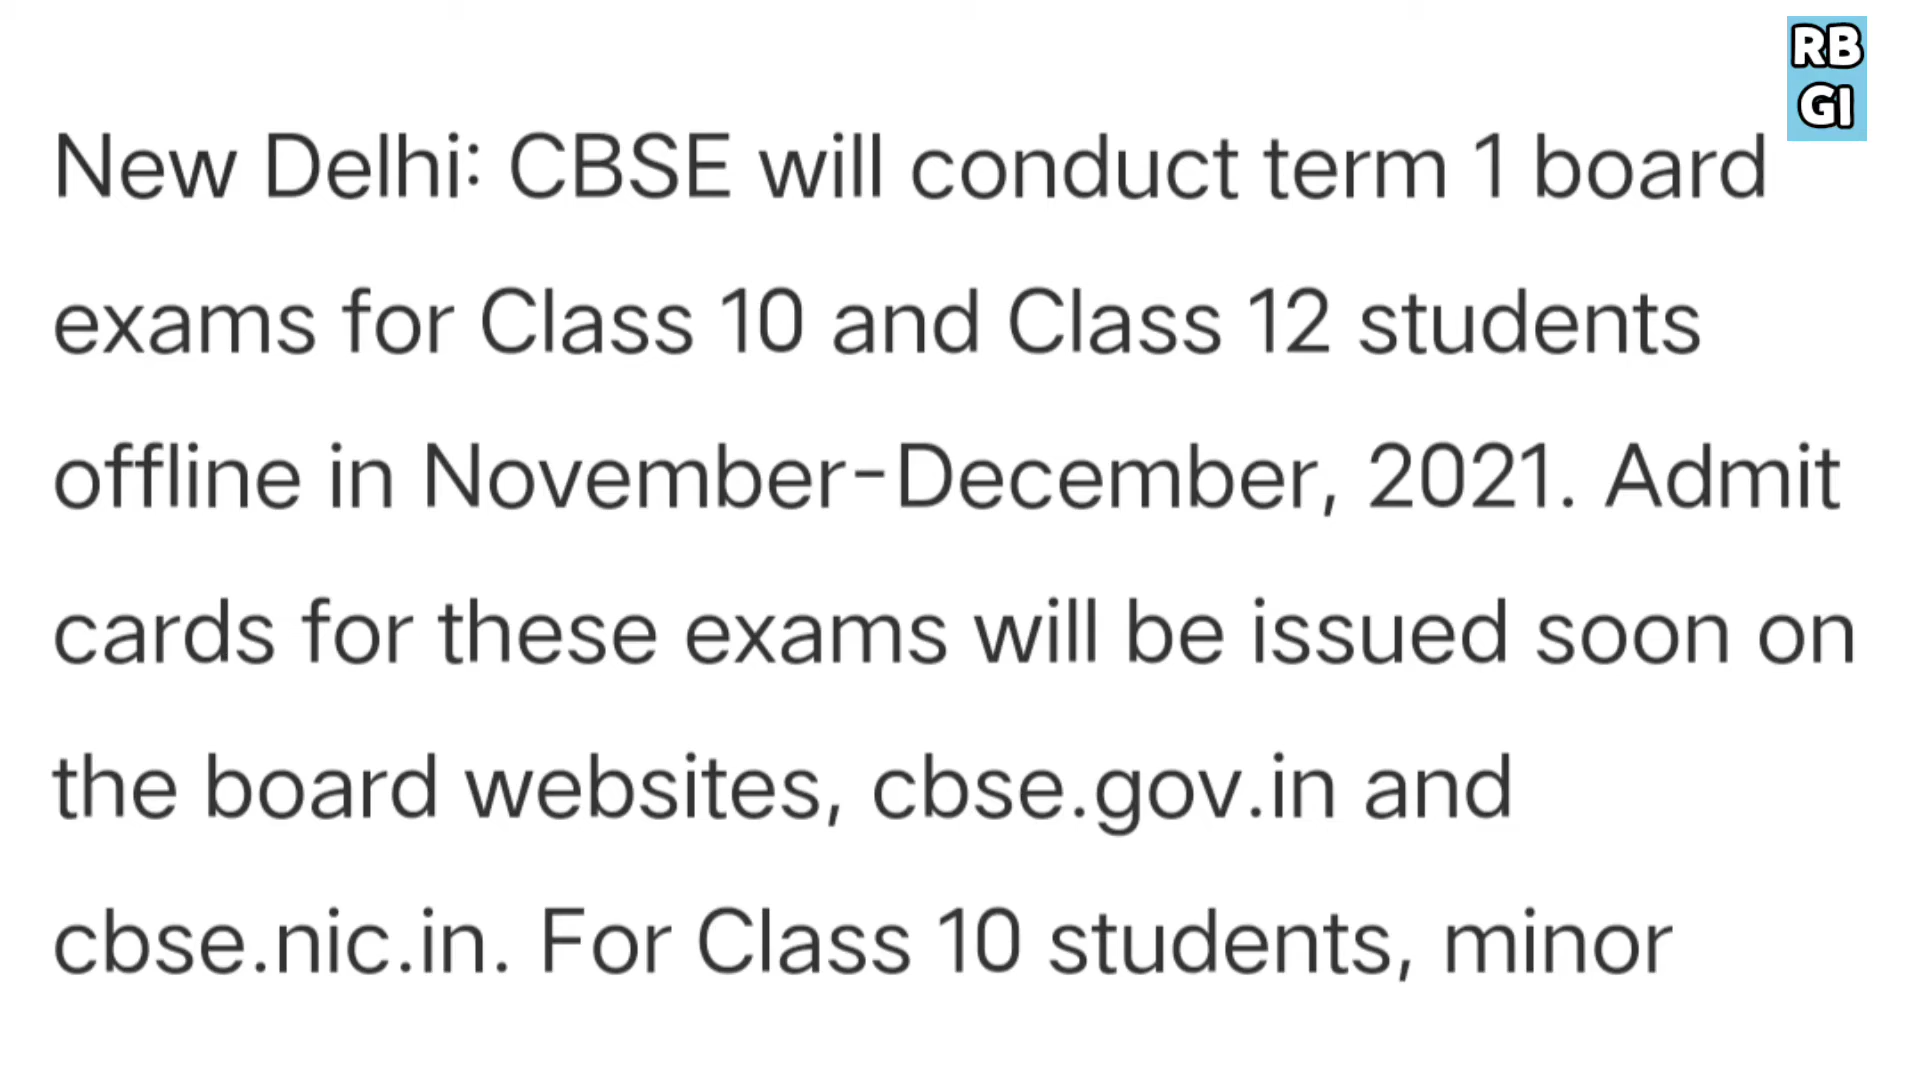 RB
GI
New Delhi: CBSE will conduct term 1 board
exams for Class 10 and Class 12 students
offline in November-December, 2021. Admit
cards for these exams will be issued soon on
the board websites, cbse.gov.in and
cbse.nic.in. For Class 10 students, minor